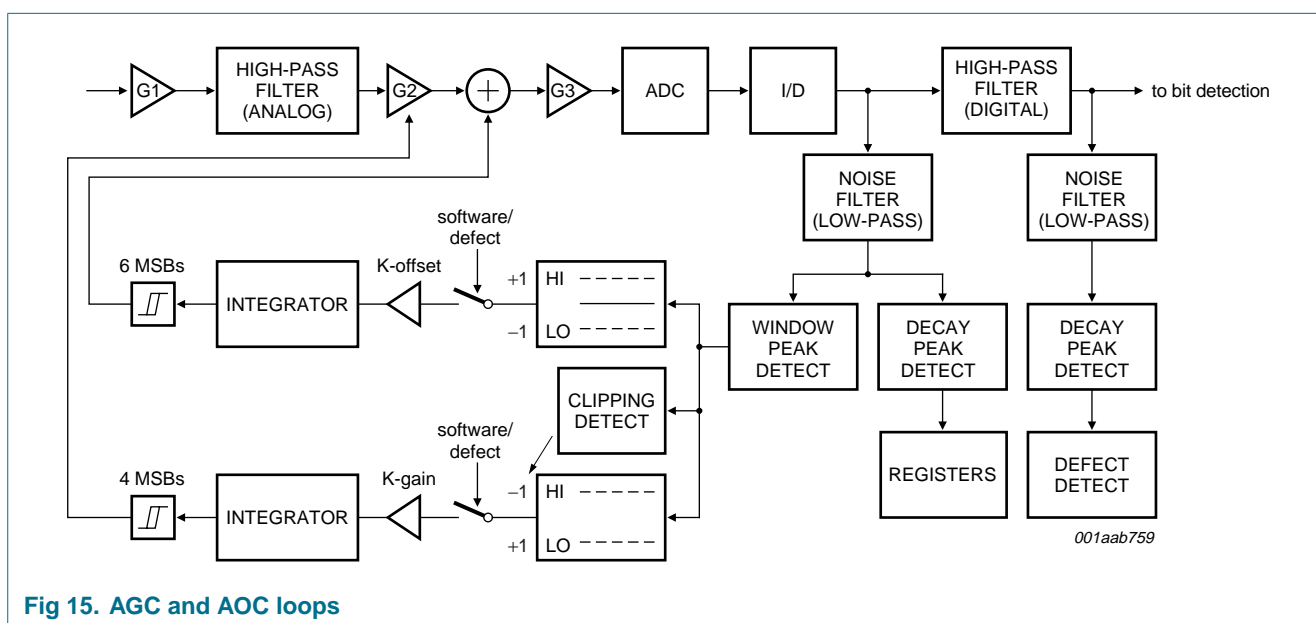 G1
HIGH-PASS
FILTER
(ANALOG)
G2
+
G3
ADC
I/D
HIGH-PASS
FILTER
(DIGITAL)
to bit detection
NOISE
FILTER
(LOW-PASS)
NOISE
FILTER
(LOW-PASS)
software/
defect
6 MSBs
INTEGRATOR
K-offset
+1
HI
−1
LO
WINDOW
PEAK
DETECT
DECAY
PEAK
DETECT
DECAY
PEAK
DETECT
CLIPPING
DETECT
software/
defect
4 MSBs
INTEGRATOR
K-gain
−1
HI
+1
LO
REGISTERS
DEFECT
DETECT
001aab759
Fig 15. AGC and AOC loops